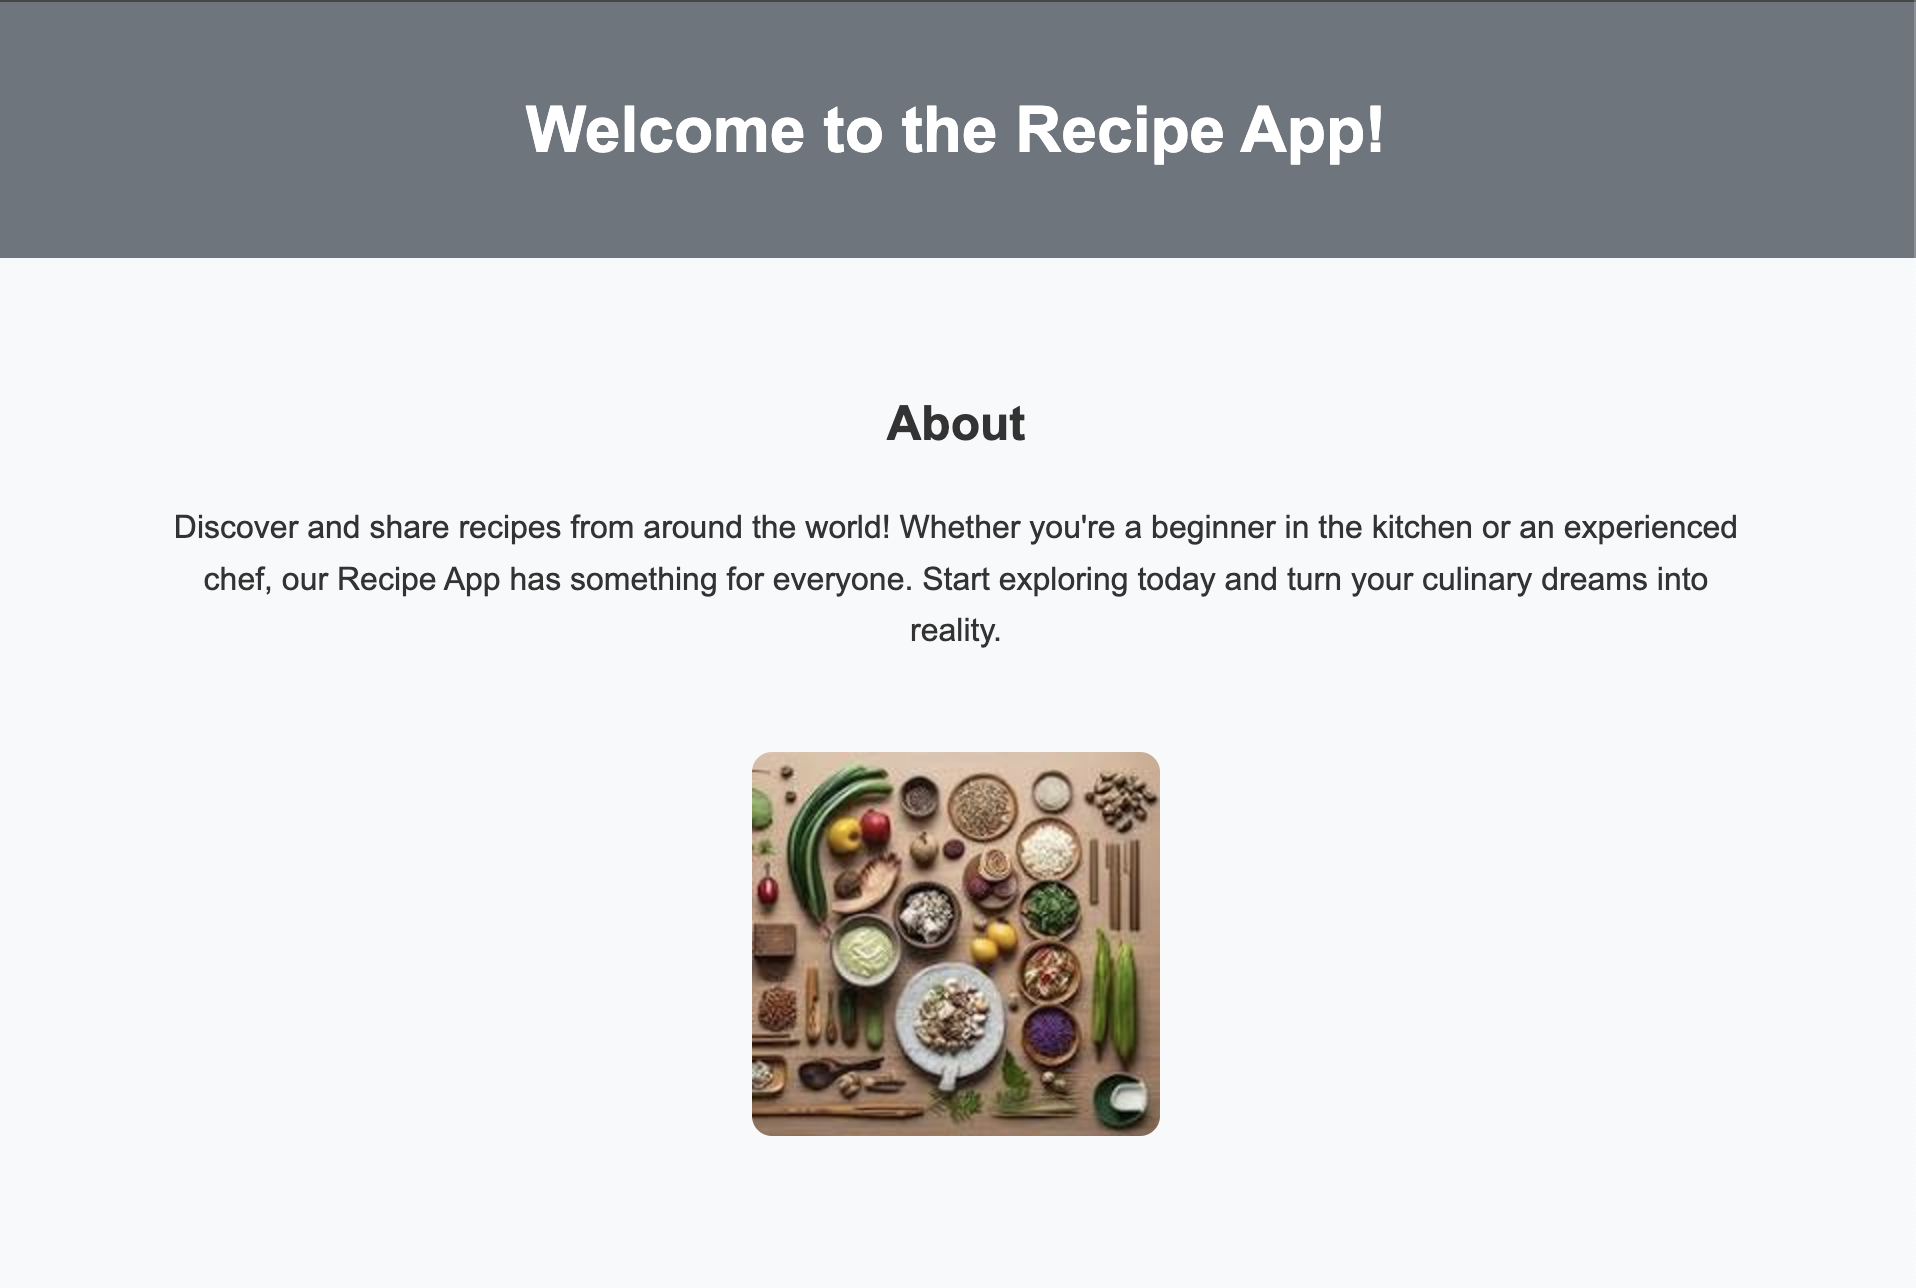 Welcome to the Recipe App!
About
Discover and share recipes from around the world! Whether you're a beginner in the kitchen or an experienced
chef, our Recipe App has something for everyone. Start exploring today and turn your culinary dreams into
reality.